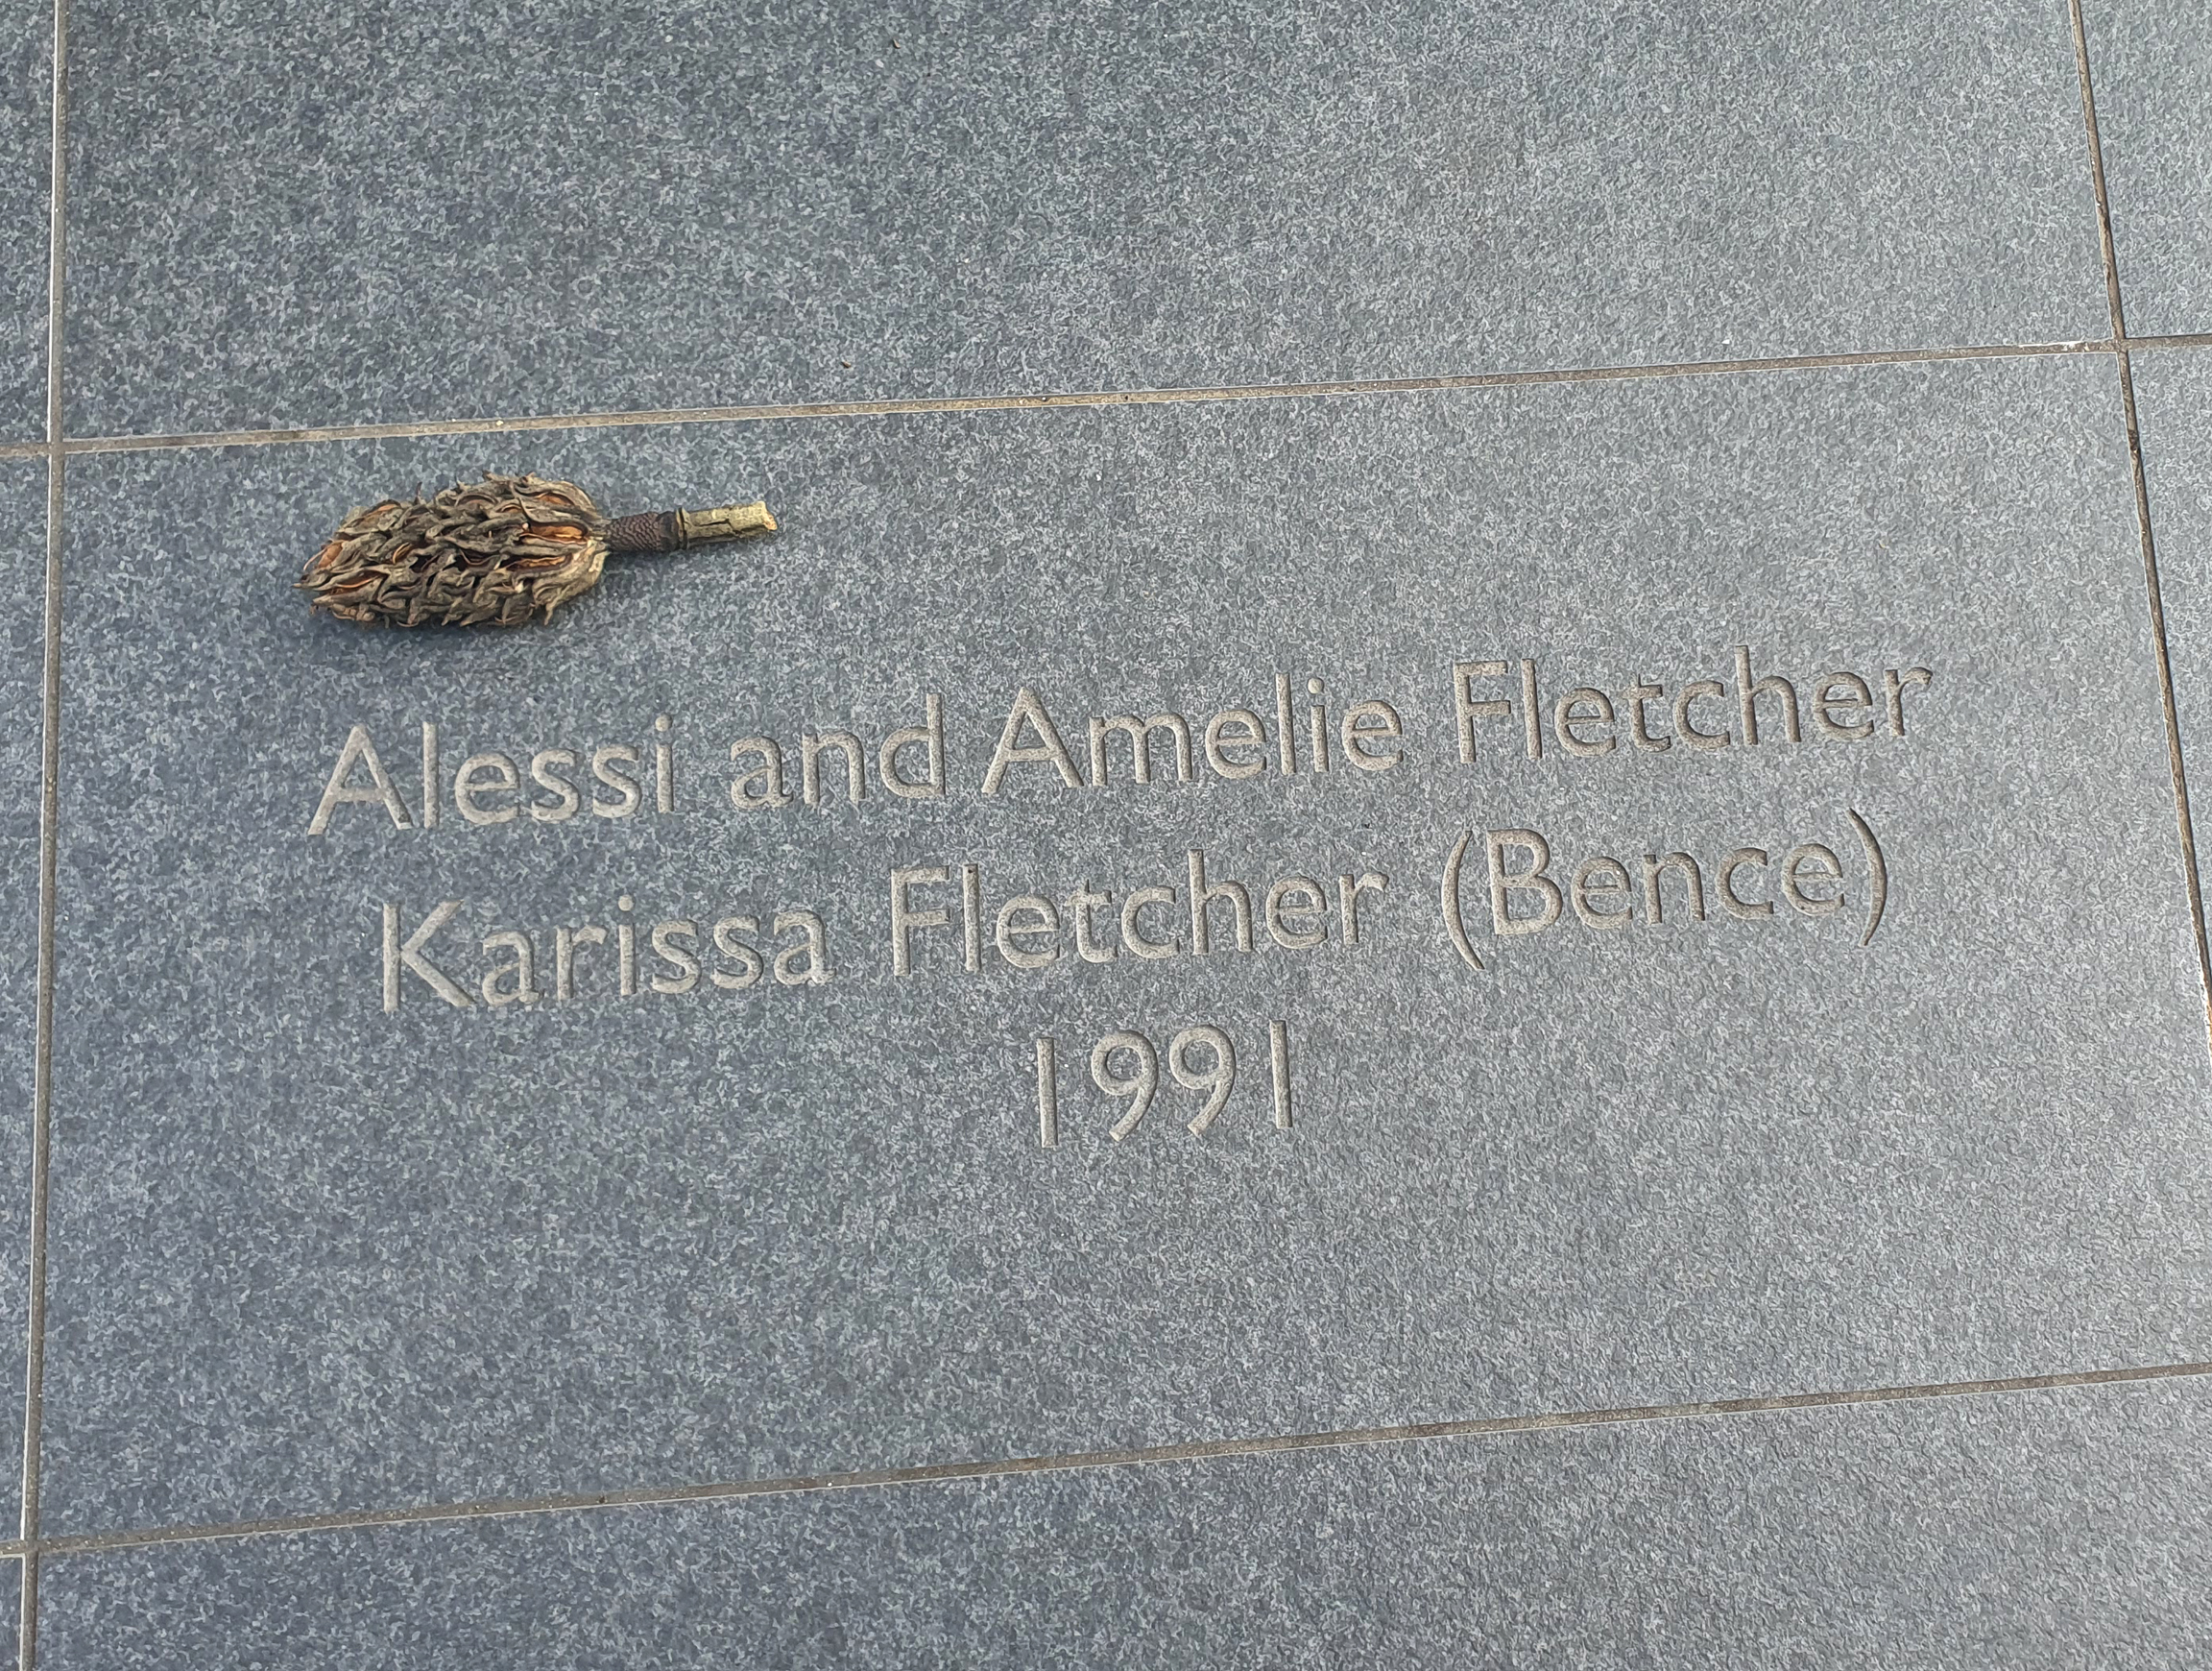 Alessi and Amelie Fletcher
Karissa Fletcher (Bence)
1991